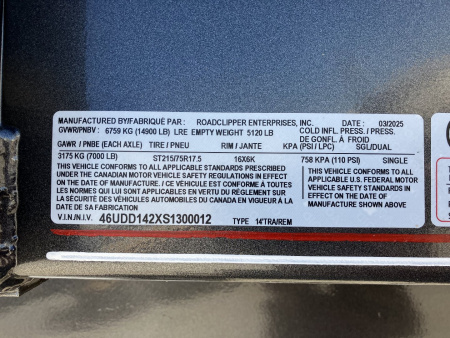 MANUFACTURED BY/FABRIQUÉ PAR : ROADCLIPPER ENTERPRISES, INC. DATE : 03/2025
GVWR/PNBV : 6759 KG (14900 LB) LRE EMPTY WEIGHT 5120 LB COLD INFL. PRESS./PRESS.
DE GONFL. À FROID
GAWR / PNBE (EACH AXLE) TIRE / PNEU RIM / JANTE KPA (PSI / LPC) SGL/DUAL
3175 KG (7000 LB) ST215/75R17.5 16X6K 758 KPA (110 PSI) SINGLE
THIS VEHICLE CONFORMS TO ALL APPLICABLE STANDARDS PRESCRIBED
UNDER THE CANADIAN MOTOR VEHICLE SAFETY REGULATIONS IN EFFECT
ON THE DATE OF MANUFACTURE / CE VÉHICULE EST CONFORME À
TOUTES LES NORMES QUI LUI SONT APPLICABLES EN VERTU DU
RÈGLEMENT SUR LA SÉCURITÉ DES VÉHICULES AUTOMOBILES DU CANADA EN VIGUEUR À LA
DATE DE SA FABRICATION
THIS VEHICLE CONFORMS TO
ALL APPLICABLE STANDARDS
U.S. FEDERAL MOTOR
VEHICLE SAFETY STANDARDS
IN EFFECT ON THE DATE OF
MANUFACTURE SHOWN ABOVE
V.I.N./N.I.V. 46UDD142XS1300012 TYPE 14'TRA/REM